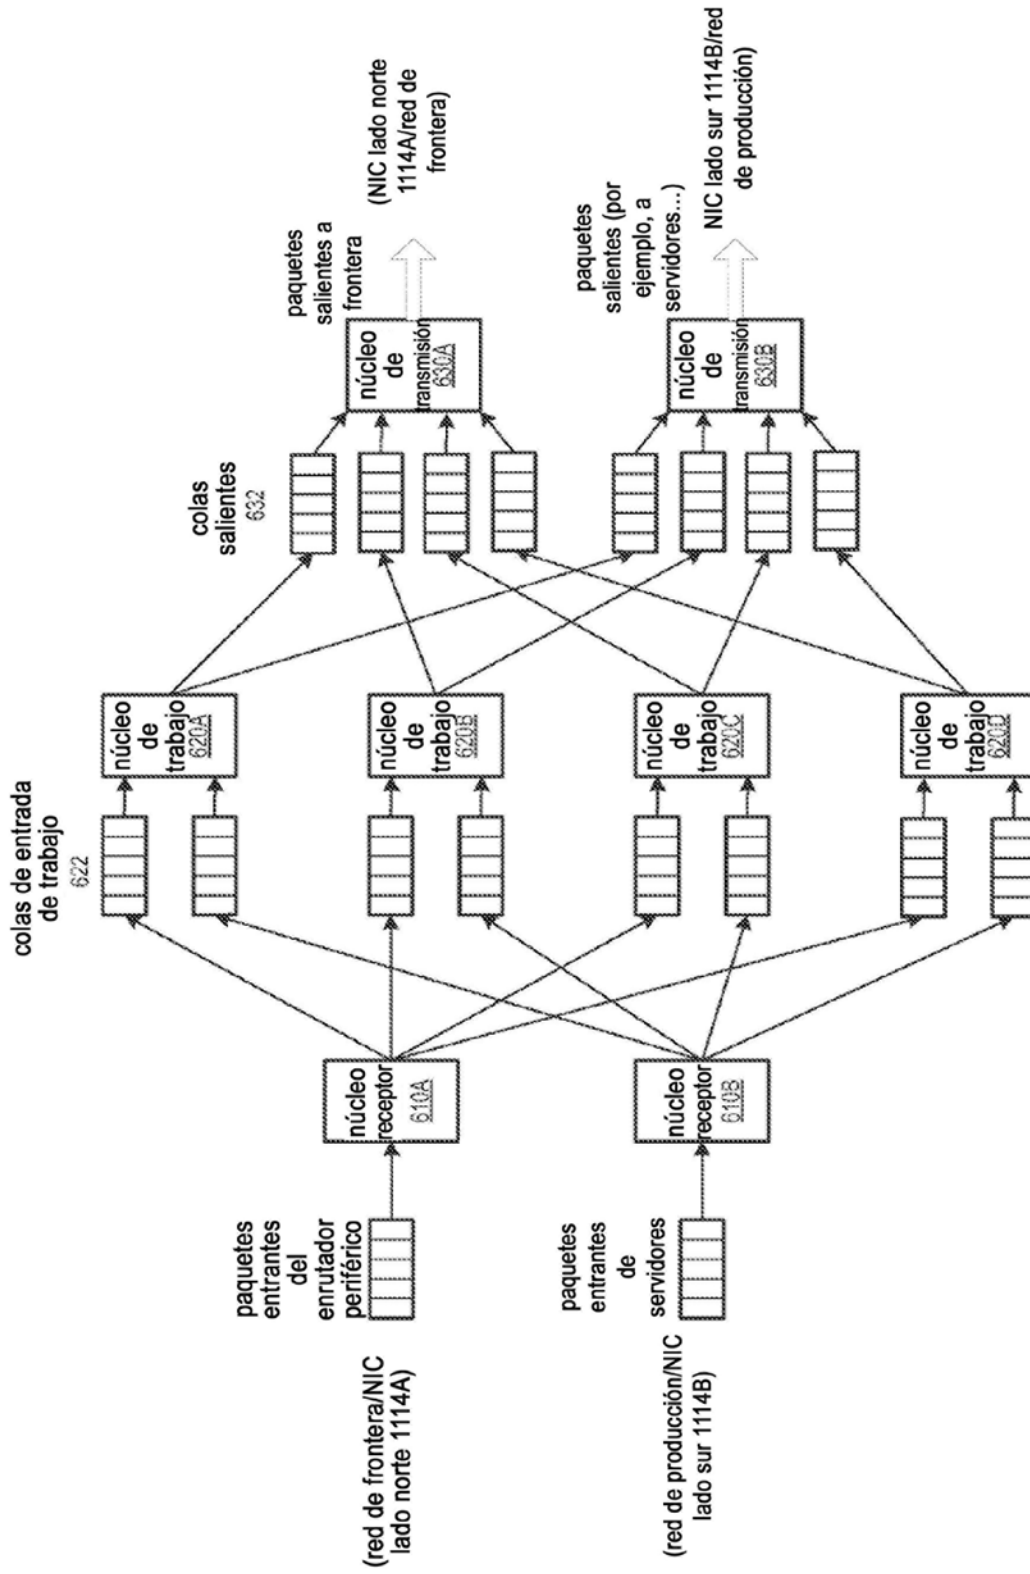 (red de frontera/NIC
lado norte 1114A)
paquetes
entrantes
del
enrutador
periférico
(red de producción/NIC
lado sur 1114B)
paquetes
entrantes
de
servidores
núcleo
receptor
610A
núcleo
receptor
610B
colas de entrada
de trabajo
622
núcleo
de
trabajo
620A
núcleo
de
trabajo
620B
núcleo
de
trabajo
620C
núcleo
de
trabajo
620D
colas
salientes
632
núcleo
de
transmisión
630A
núcleo
de
transmisión
630B
paquetes
salientes a
frontera
(NIC lado norte
1114A/red de
frontera)
paquetes
salientes (por
ejemplo, a
servidores...)
NIC lado sur 1114B/red
de producción)